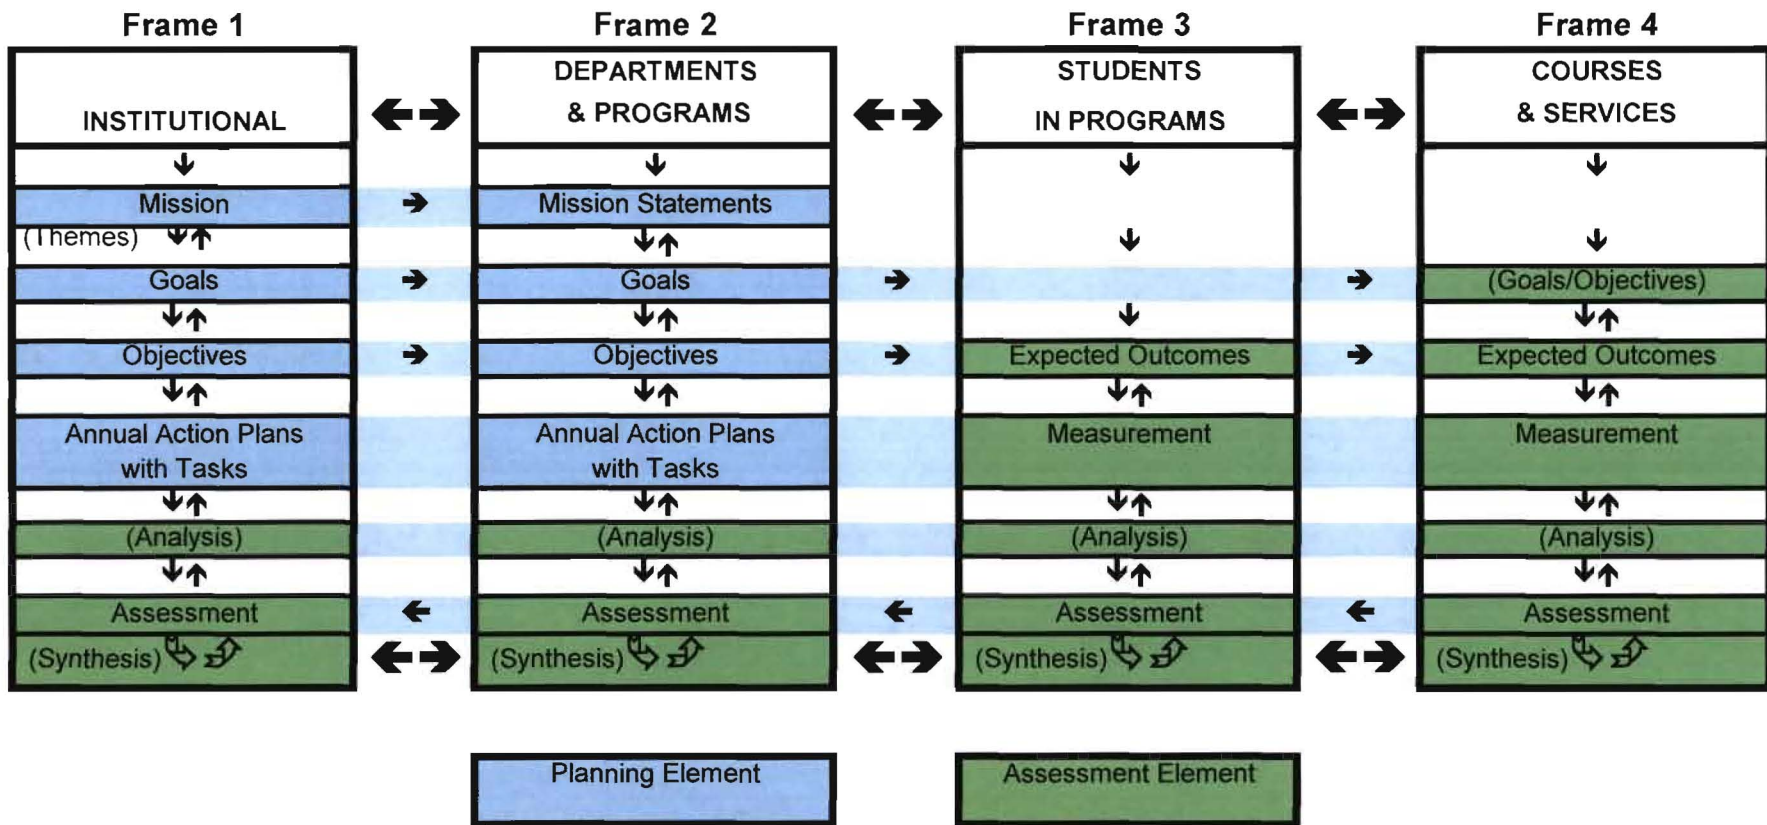 Frame 1
Frame 2
Frame 3
Frame 4
INSTITUTIONAL
DEPARTMENTS
& PROGRAMS
STUDENTS
IN PROGRAMS
COURSES
& SERVICES
Mission
Mission Statements
(Themes)
Goals
Goals
(Goals/Objectives)
Objectives
Objectives
Expected Outcomes
Expected Outcomes
Annual Action Plans
with Tasks
Annual Action Plans
with Tasks
Measurement
Measurement
(Analysis)
(Analysis)
(Analysis)
(Analysis)
Assessment
Assessment
Assessment
Assessment
(Synthesis)
(Synthesis)
(Synthesis)
(Synthesis)
Planning Element
Assessment Element